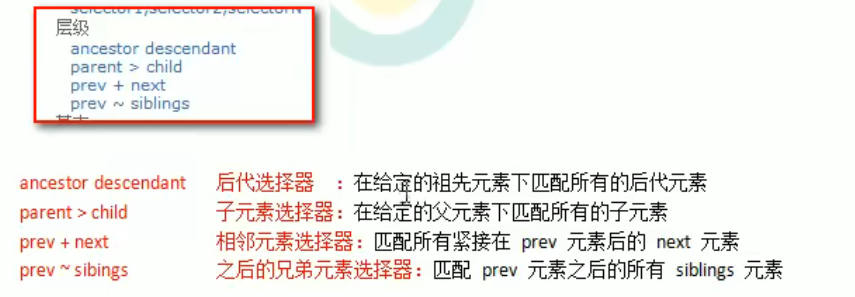 selector1,selector2,selectorN
层级
ancestor descendant
parent > child
prev + next
prev ~ siblings
ancestor descendant 后代选择器 ：在给定的祖先元素下匹配所有的后代元素
parent > child 子元素选择器：在给定的父元素下匹配所有的子元素
prev + next 相邻元素选择器：匹配所有紧接在 prev 元素后的 next 元素
prev ~ sibings 之后的兄弟元素选择器：匹配 prev 元素之后的所有 siblings 元素